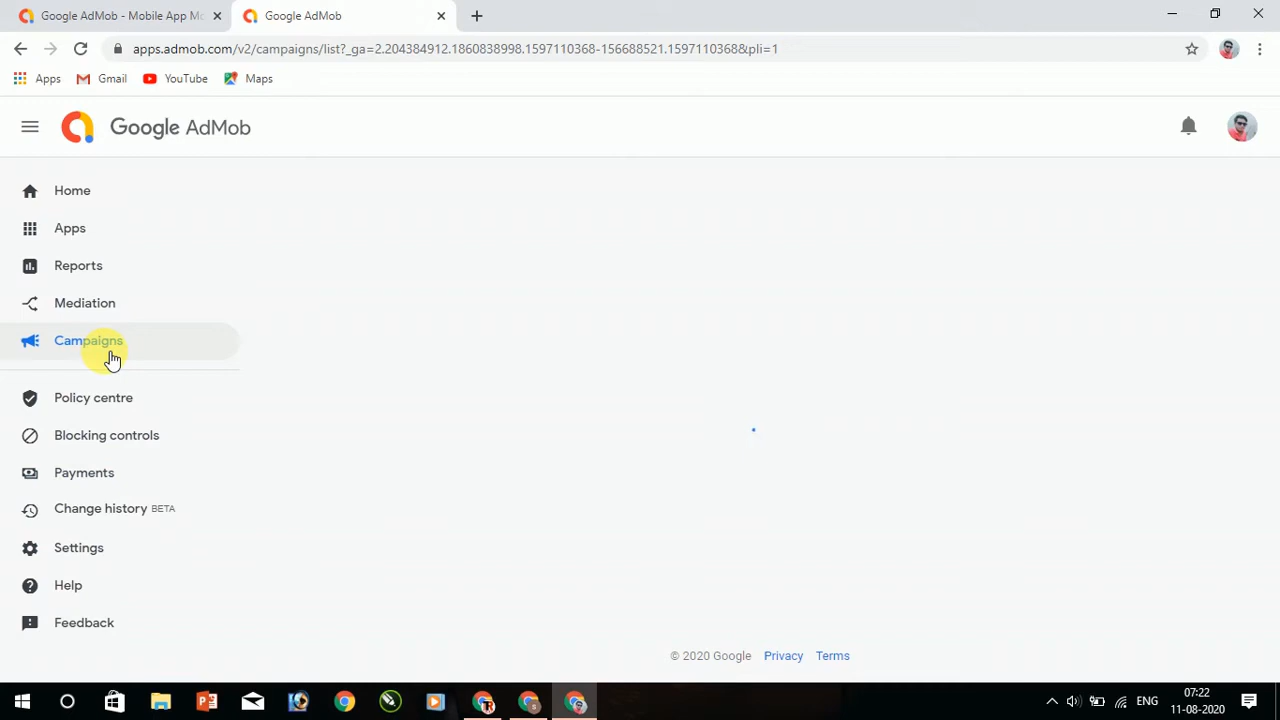 Google AdMob - Mobile App Mo
Google AdMob
apps.admob.com/v2/campaigns/list?_ga=2.204384912.1860838998.1597110368-156688521.1597110368&pli=1
Apps
Gmail
YouTube
Maps
Google AdMob
Home
Apps
Reports
Mediation
Campaigns
Policy centre
Blocking controls
Payments
Change history BETA
Settings
Help
Feedback
© 2020 Google Privacy Terms
ENG
07:22
11-08-2020